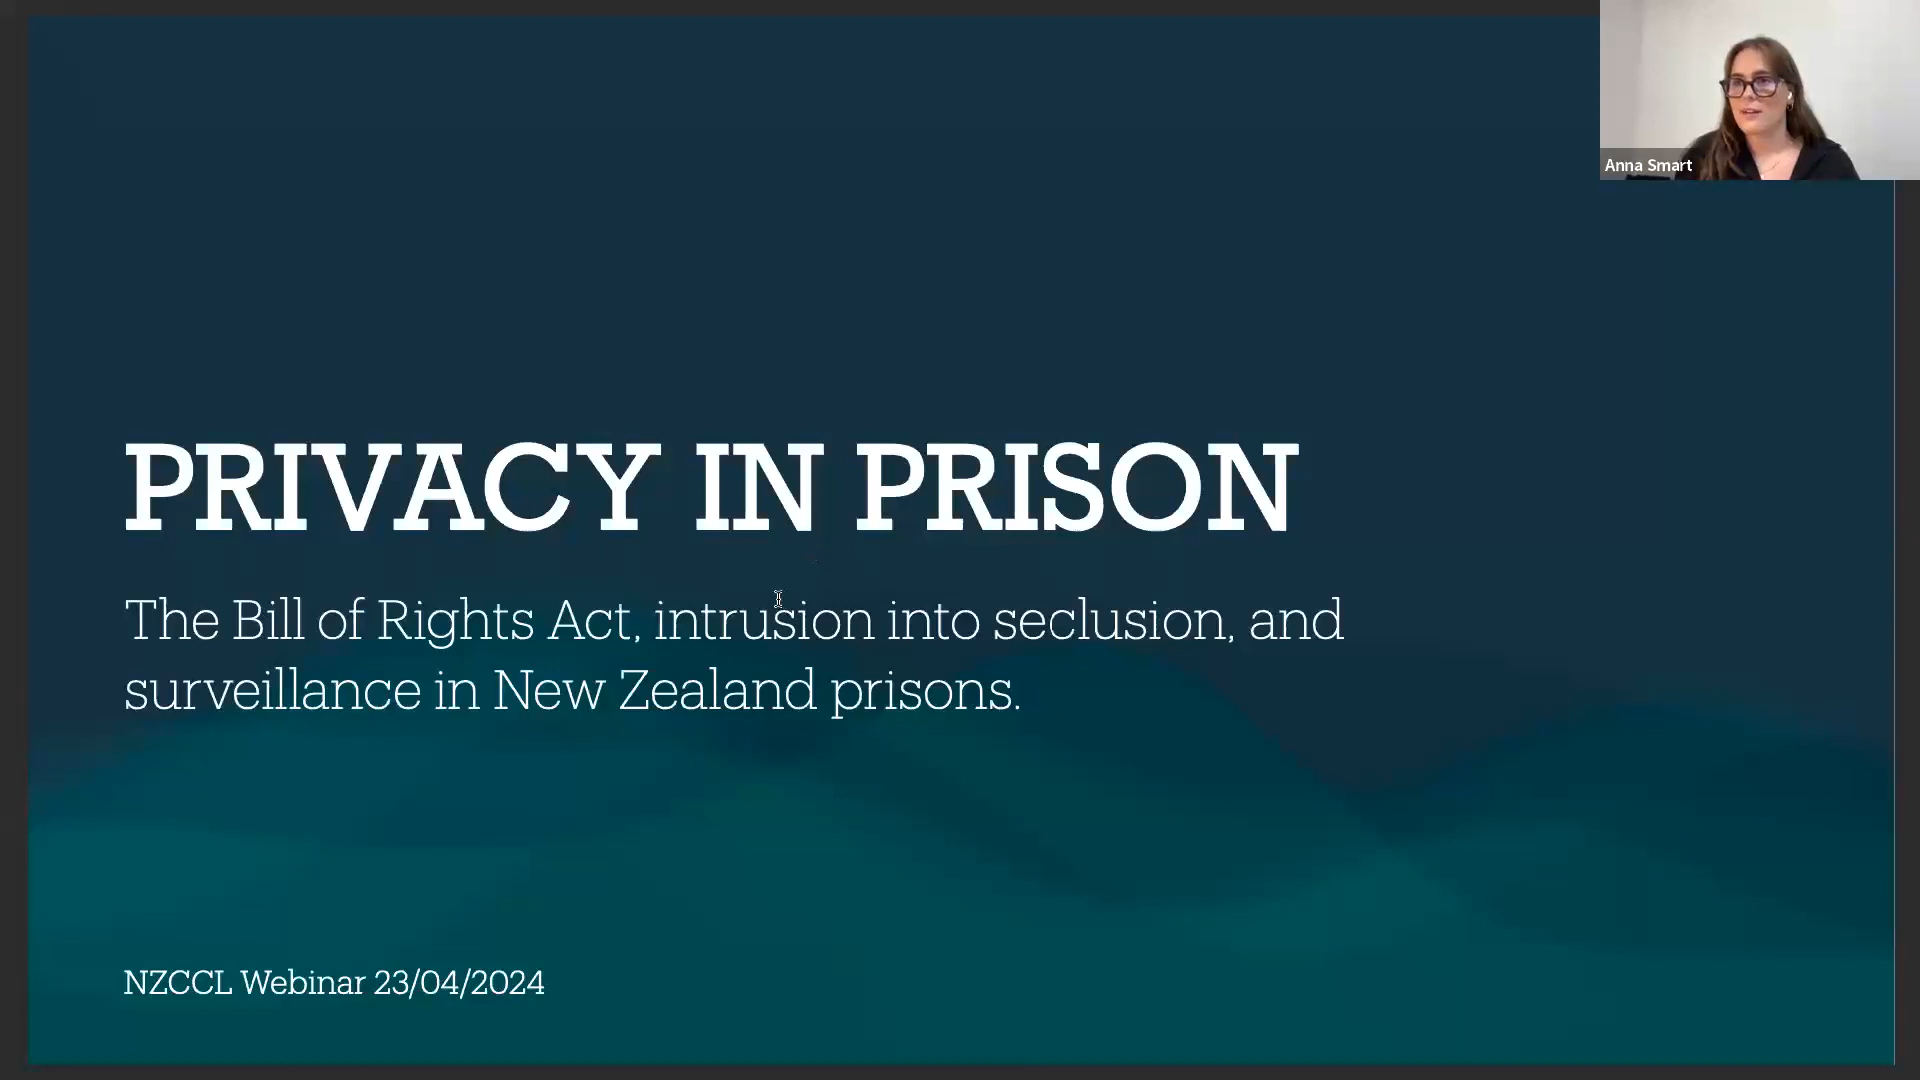 Anna Smart
PRIVACY IN PRISON
The Bill of Rights Act, intrusion into seclusion, and
surveillance in New Zealand prisons.
NZCCL Webinar 23/04/2024